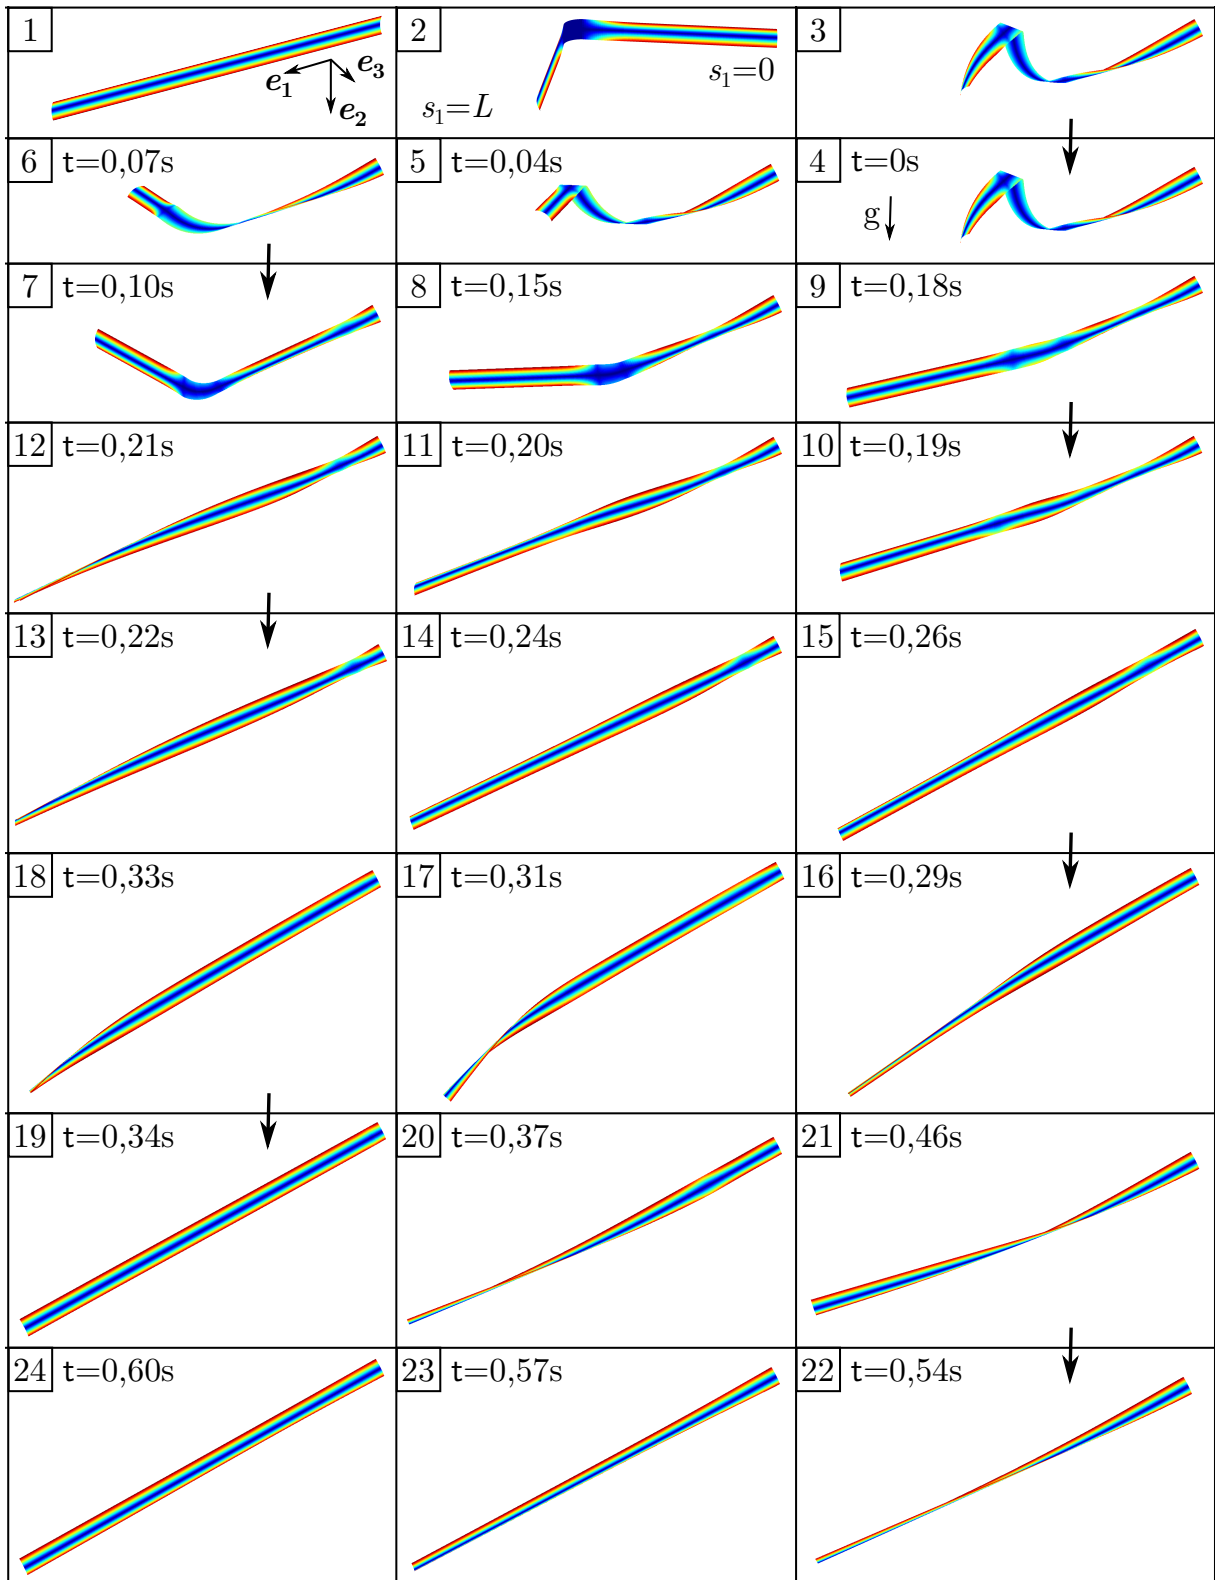 1
e₁
e₃
e₂
2
s₁=L
s₁=0
3
6 t=0,07s
5 t=0,04s
4 t=0s
g
7 t=0,10s
8 t=0,15s
9 t=0,18s
12 t=0,21s
11 t=0,20s
10 t=0,19s
13 t=0,22s
14 t=0,24s
15 t=0,26s
18 t=0,33s
17 t=0,31s
16 t=0,29s
19 t=0,34s
20 t=0,37s
21 t=0,46s
24 t=0,60s
23 t=0,57s
22 t=0,54s